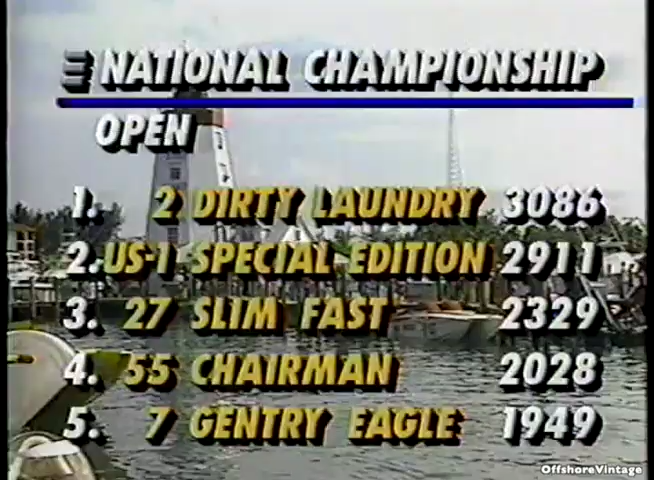 NATIONAL CHAMPIONSHIP
OPEN
1. 2 DIRTY LAUNDRY 3086
2. US-1 SPECIAL EDITION 2911
3. 27 SLIM FAST 2329
4. 55 CHAIRMAN 2028
5. 7 GENTRY EAGLE 1949
OffshoreVintage